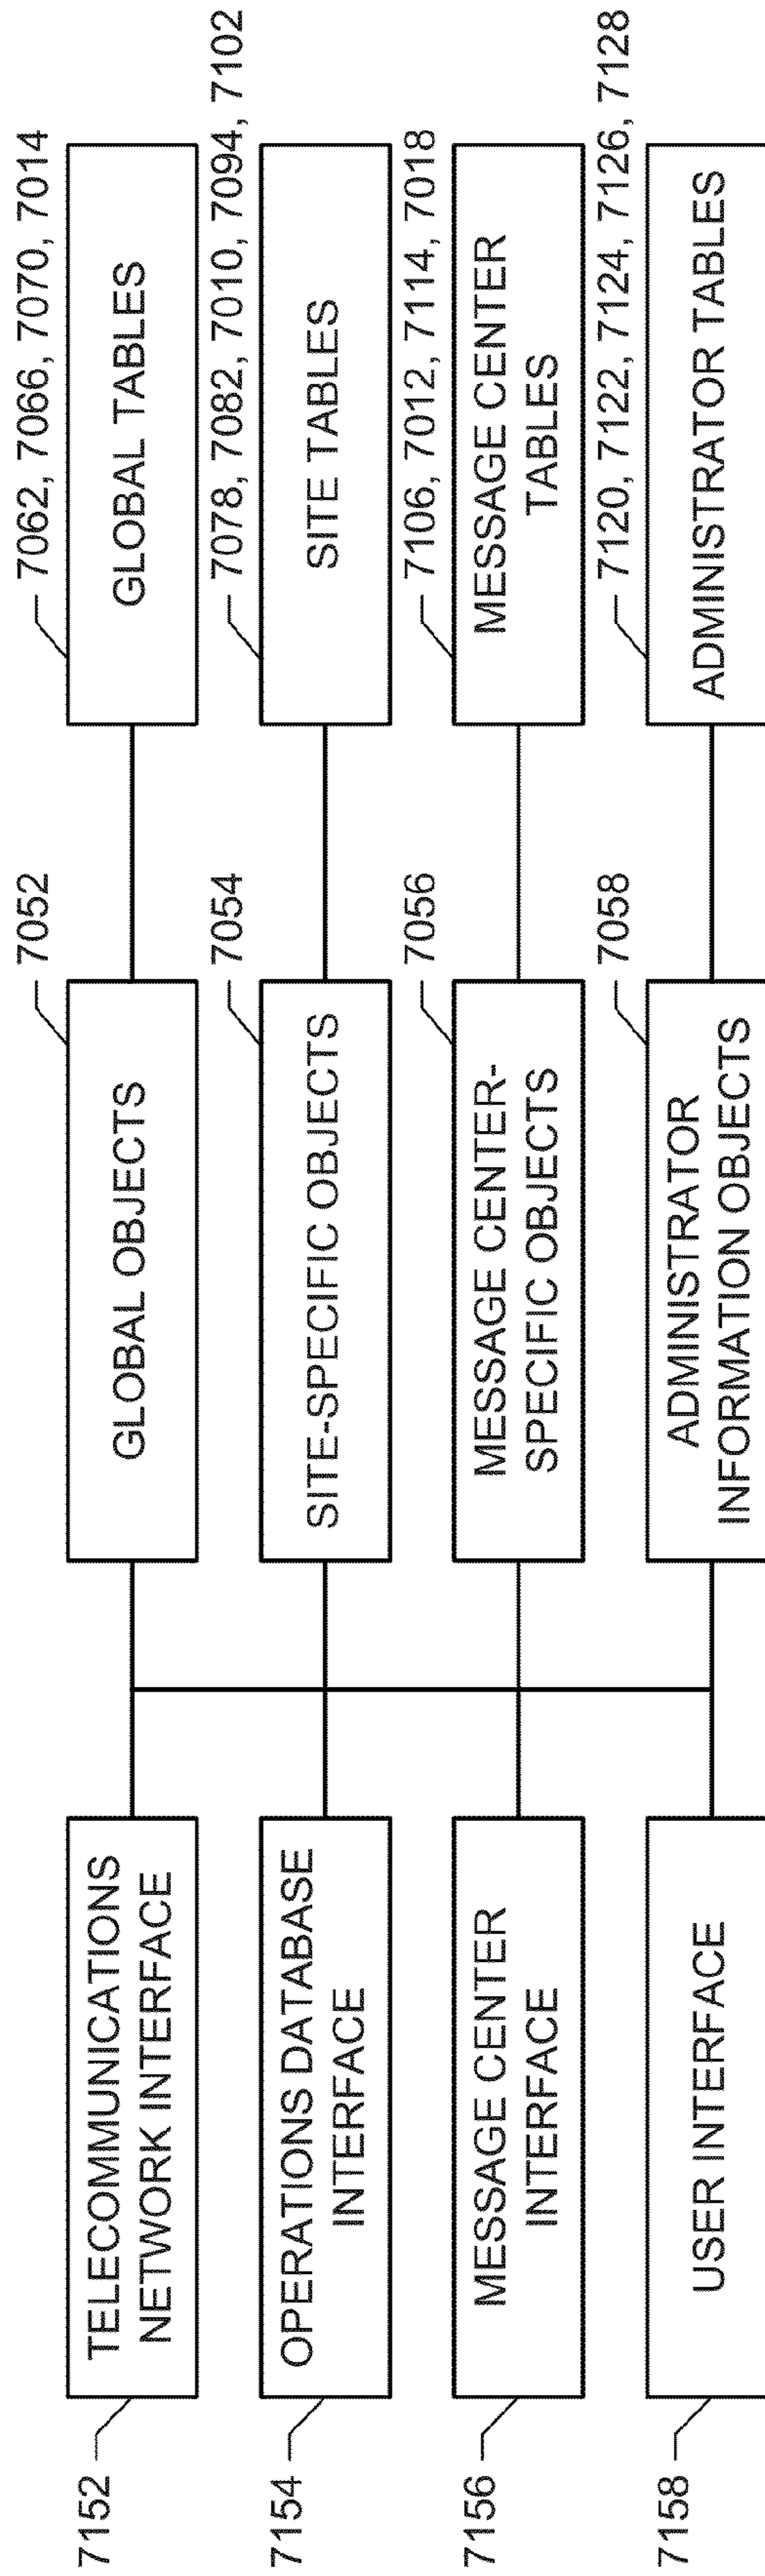 7152
TELECOMMUNICATIONS
NETWORK INTERFACE
7052
GLOBAL OBJECTS
7062, 7066, 7070, 7014
GLOBAL TABLES
7154
OPERATIONS DATABASE
INTERFACE
7054
SITE-SPECIFIC OBJECTS
7078, 7082, 7010, 7094, 7102
SITE TABLES
7156
MESSAGE CENTER
INTERFACE
7056
MESSAGE CENTER-
SPECIFIC OBJECTS
7106, 7012, 7114, 7018
MESSAGE CENTER
TABLES
7158
USER INTERFACE
7058
ADMINISTRATOR
INFORMATION OBJECTS
7120, 7122, 7124, 7126, 7128
ADMINISTRATOR TABLES